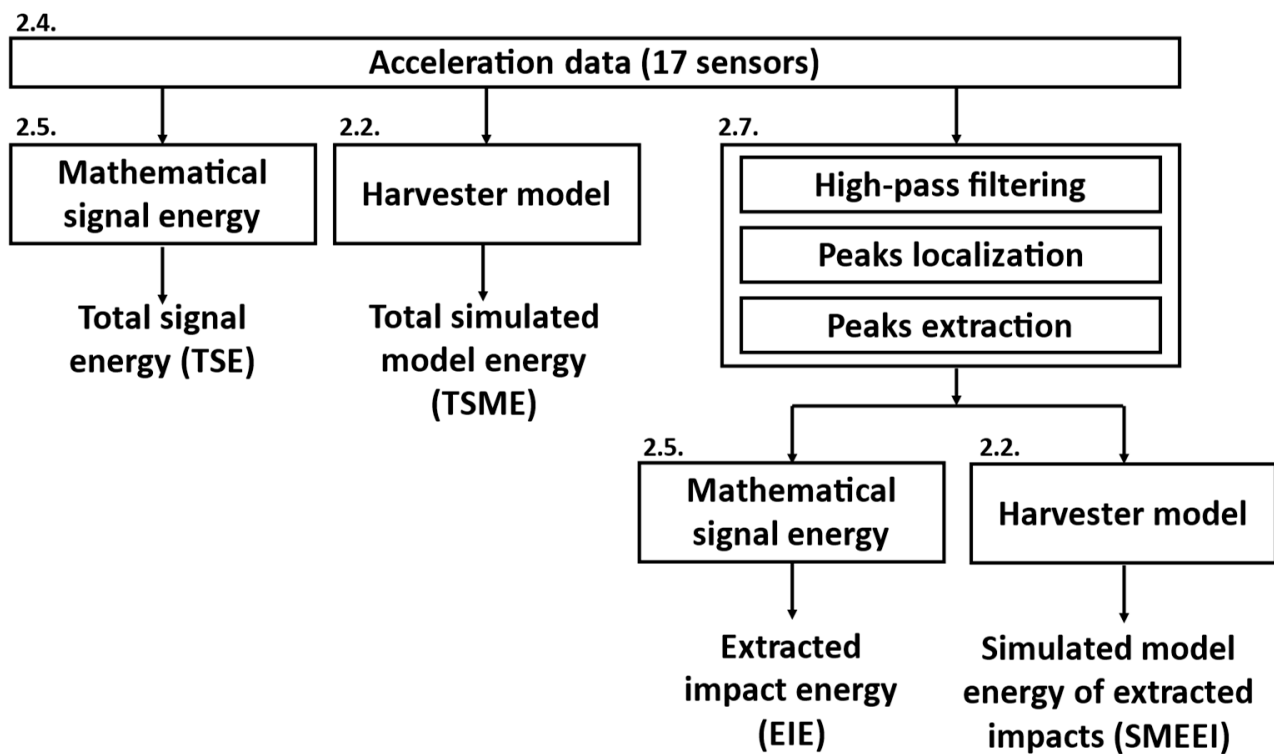 2.4.
Acceleration data (17 sensors)
2.5.
Mathematical
signal energy
2.2.
Harvester model
2.7.
High-pass filtering
Peaks localization
Peaks extraction
Total signal
energy (TSE)
Total simulated
model energy
(TSME)
2.5.
Mathematical
signal energy
2.2.
Harvester model
Extracted
impact energy
(EIE)
Simulated model
energy of extracted
impacts (SMEEI)